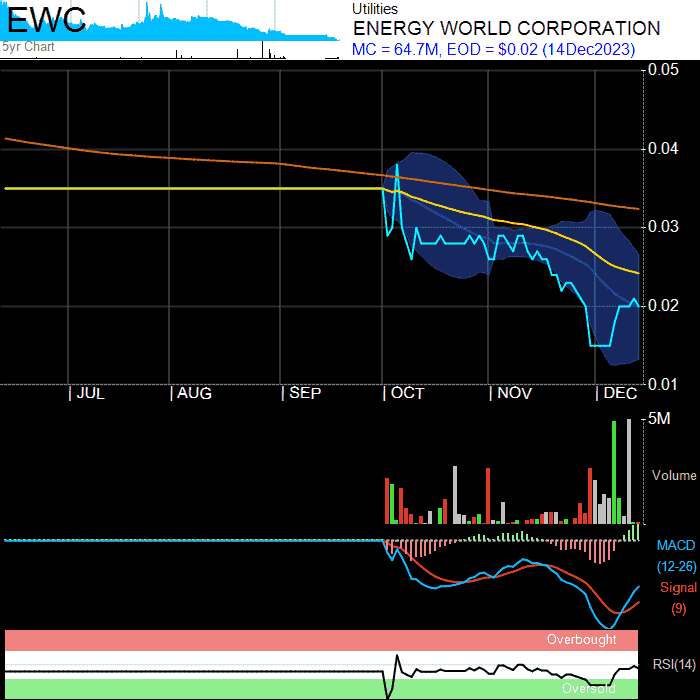 EWC
5yr Chart
Utilities
ENERGY WORLD CORPORATION
MC = 64.7M, EOD = $0.02 (14Dec2023)
0.05
0.04
0.03
0.02
0.01
JUL AUG SEP OCT NOV DEC
5M
Volume
MACD
(12-26)
Signal
(9)
Overbought
RSI(14)
Oversold